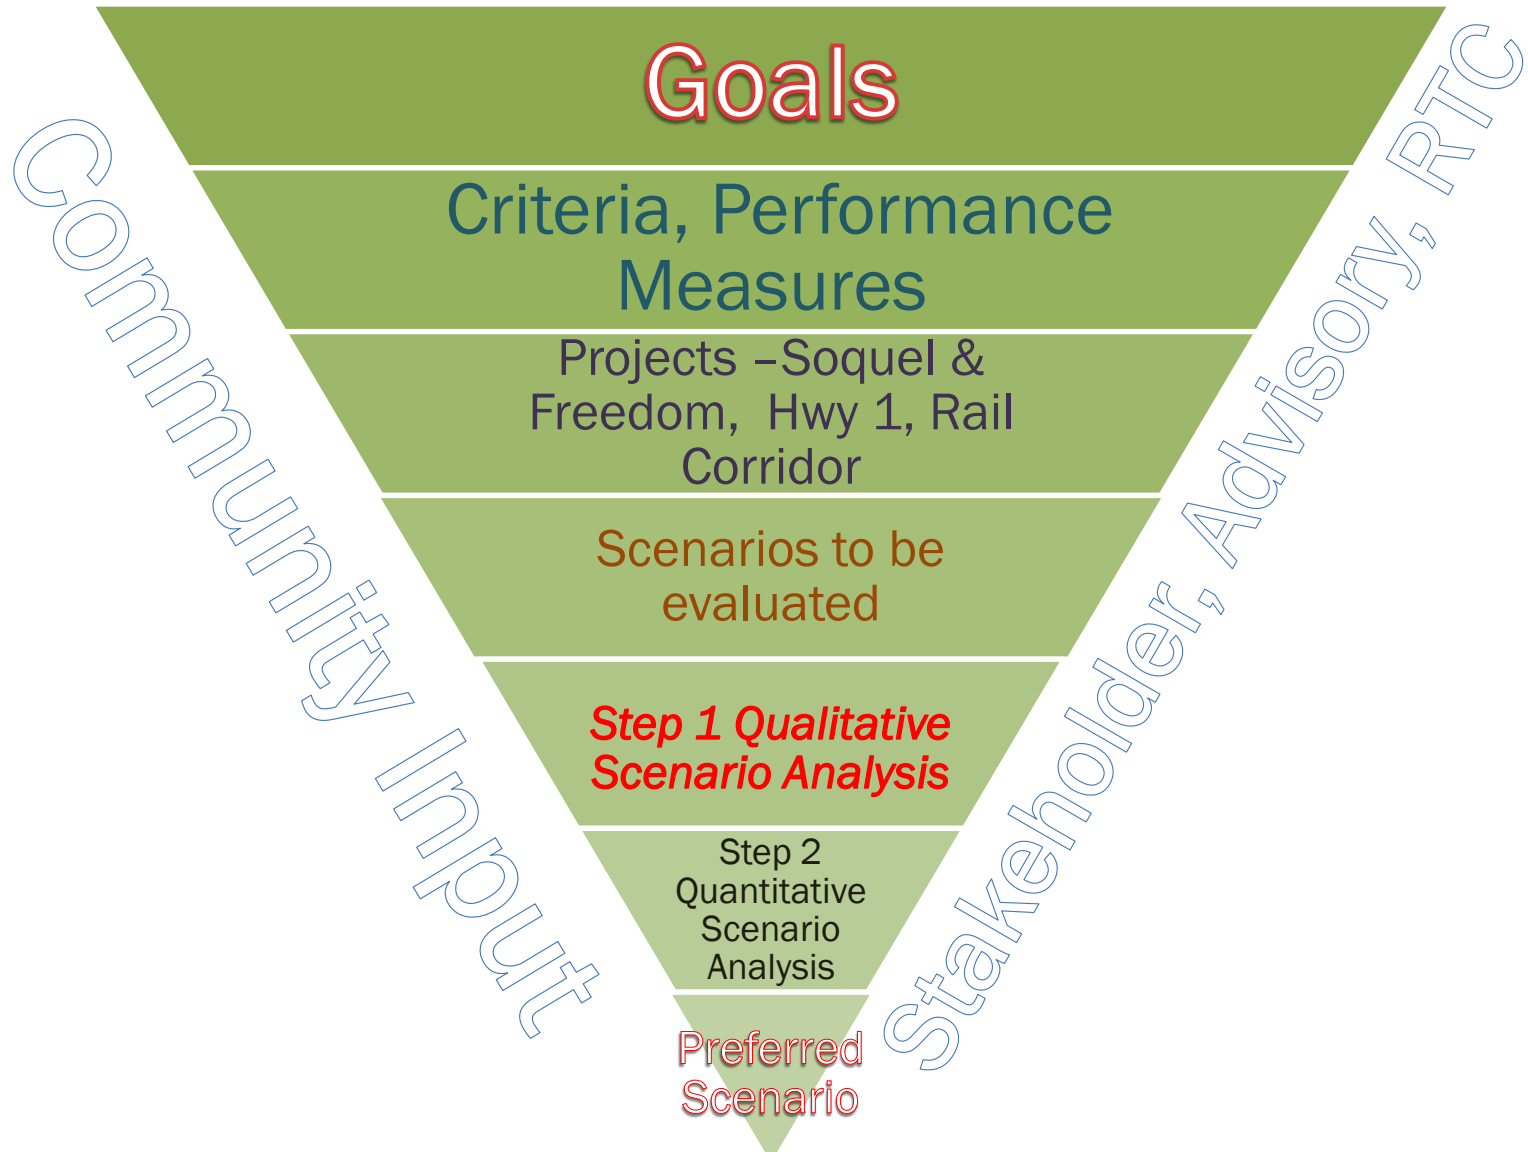 Goals
Criteria, Performance
Measures
Projects –Soquel &
Freedom, Hwy 1, Rail
Corridor
Scenarios to be
evaluated
Step 1 Qualitative
Scenario Analysis
Step 2
Quantitative
Scenario
Analysis
Preferred
Scenario
Community Input
Stakeholder, Advisory, RTC